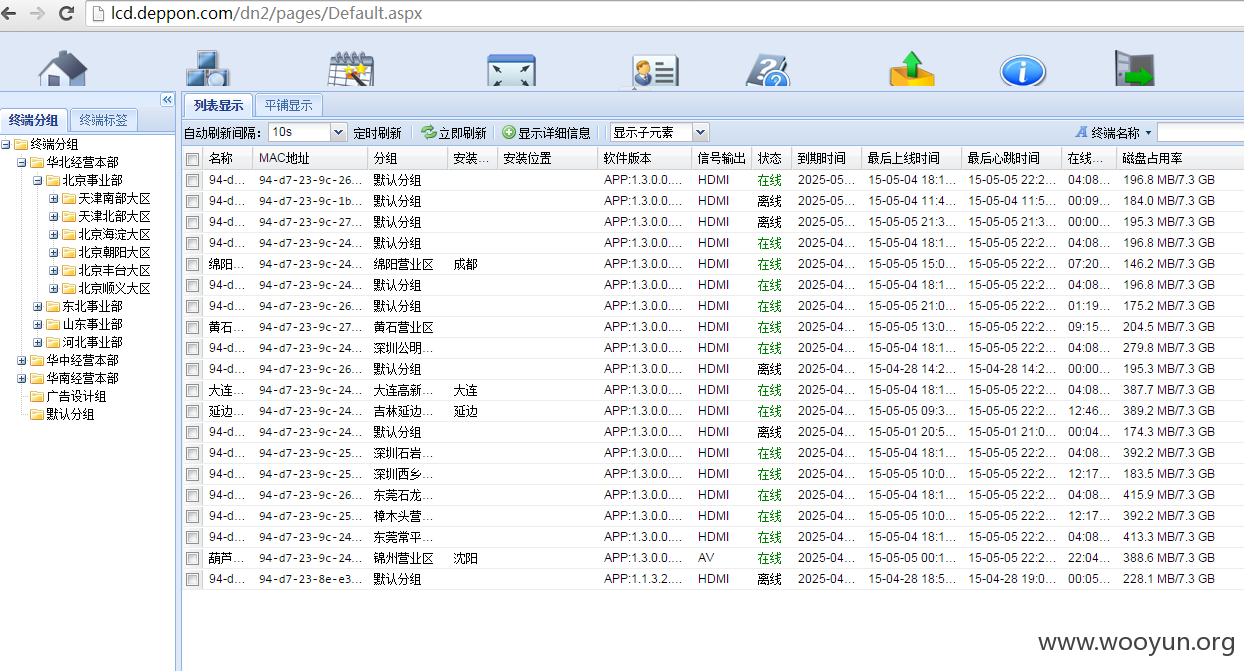 lcd.deppon.com/dn2/pages/Default.aspx
终端分组 终端标签
终端分组
华北经营本部
北京事业部
天津南部大区
天津北部大区
北京海淀大区
北京朝阳大区
北京丰台大区
北京顺义大区
东北事业部
山东事业部
河北事业部
华中经营本部
华南经营本部
广告设计组
默认分组
列表显示 平铺显示
自动刷新间隔: 10s 定时刷新 立即刷新 显示详细信息 显示子元素 终端名称
名称 MAC地址 分组 安装... 安装位置 软件版本 信号输出 状态 到期时间 最后上线时间 最后心跳时间 在线... 磁盘占用率
94-d... 94-d7-23-9c-26... 默认分组 APP:1.3.0.0.... HDMI 在线 2025-05... 15-05-04 18:1... 15-05-05 22:2... 04:08... 196.8 MB/7.3 GB
94-d... 94-d7-23-9c-1b... 默认分组 APP:1.3.0.0.... HDMI 离线 2025-05... 15-05-04 11:4... 15-05-04 11:5... 00:09... 184.0 MB/7.3 GB
94-d... 94-d7-23-9c-27... 默认分组 APP:1.3.0.0.... HDMI 离线 2025-05... 15-05-05 21:3... 15-05-05 21:3... 00:00... 195.3 MB/7.3 GB
94-d... 94-d7-23-9c-24... 默认分组 APP:1.3.0.0.... HDMI 在线 2025-04... 15-05-04 18:1... 15-05-05 22:2... 04:08... 196.8 MB/7.3 GB
绵阳... 94-d7-23-9c-24... 绵阳营业区 成都 APP:1.3.0.0.... HDMI 在线 2025-04... 15-05-05 15:0... 15-05-05 22:2... 07:20... 146.2 MB/7.3 GB
94-d... 94-d7-23-9c-24... 默认分组 APP:1.3.0.0.... HDMI 在线 2025-04... 15-05-04 18:1... 15-05-05 22:2... 04:08... 196.8 MB/7.3 GB
94-d... 94-d7-23-9c-26... 默认分组 APP:1.3.0.0.... HDMI 在线 2025-04... 15-05-05 21:0... 15-05-05 22:2... 01:19... 175.2 MB/7.3 GB
黄石... 94-d7-23-9c-27... 黄石营业区 APP:1.3.0.0.... HDMI 在线 2025-04... 15-05-05 13:0... 15-05-05 22:2... 09:15... 204.5 MB/7.3 GB
94-d... 94-d7-23-9c-24... 深圳公明... APP:1.3.0.0.... HDMI 在线 2025-04... 15-05-04 18:1... 15-05-05 22:2... 04:08... 279.8 MB/7.3 GB
94-d... 94-d7-23-9c-26... 默认分组 APP:1.3.0.0.... HDMI 离线 2025-04... 15-04-28 14:2... 15-04-28 14:2... 00:00... 195.3 MB/7.3 GB
大连... 94-d7-23-9c-24... 大连高新... 大连 APP:1.3.0.0.... HDMI 在线 2025-04... 15-05-04 18:1... 15-05-05 22:2... 04:08... 387.7 MB/7.3 GB
延边... 94-d7-23-9c-24... 吉林延边... 延边 APP:1.3.0.0.... HDMI 在线 2025-04... 15-05-05 09:3... 15-05-05 22:2... 12:46... 389.2 MB/7.3 GB
94-d... 94-d7-23-9c-24... 默认分组 APP:1.3.0.0.... HDMI 离线 2025-04... 15-05-01 20:5... 15-05-01 21:0... 00:04... 174.3 MB/7.3 GB
94-d... 94-d7-23-9c-25... 深圳石岩... APP:1.3.0.0.... HDMI 在线 2025-04... 15-05-04 18:1... 15-05-05 22:2... 04:08... 392.2 MB/7.3 GB
94-d... 94-d7-23-9c-25... 深圳西乡... APP:1.3.0.0.... HDMI 在线 2025-04... 15-05-05 10:0... 15-05-05 22:2... 12:17... 183.5 MB/7.3 GB
94-d... 94-d7-23-9c-26... 东莞石龙... APP:1.3.0.0.... HDMI 在线 2025-04... 15-05-04 18:1... 15-05-05 22:2... 04:08... 415.9 MB/7.3 GB
94-d... 94-d7-23-9c-25... 樟木头营... APP:1.3.0.0.... HDMI 在线 2025-04... 15-05-05 10:0... 15-05-05 22:2... 12:17... 392.2 MB/7.3 GB
94-d... 94-d7-23-9c-24... 东莞常平... APP:1.3.0.0.... HDMI 在线 2025-04... 15-05-04 18:1... 15-05-05 22:2... 04:08... 413.3 MB/7.3 GB
葫芦... 94-d7-23-9c-24... 锦州营业区 沈阳 APP:1.3.0.0.... AV 在线 2025-04... 15-05-05 00:1... 15-05-05 22:2... 22:04... 388.6 MB/7.3 GB
94-d... 94-d7-23-8e-e3... 默认分组 APP:1.1.3.2.... HDMI 离线 2025-04... 15-04-28 18:5... 15-04-28 19:0... 00:05... 228.1 MB/7.3 GB
www.wooyun.org